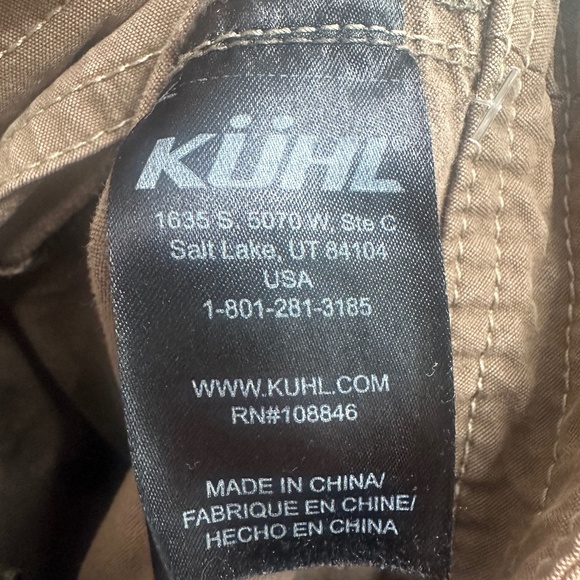 KÜHL
1635 S. 5070 W. Ste C
Salt Lake, UT 84104
USA
1-801-281-3185
WWW.KUHL.COM
RN#108846
MADE IN CHINA/
FABRIQUE EN CHINE/
HECHO EN CHINA